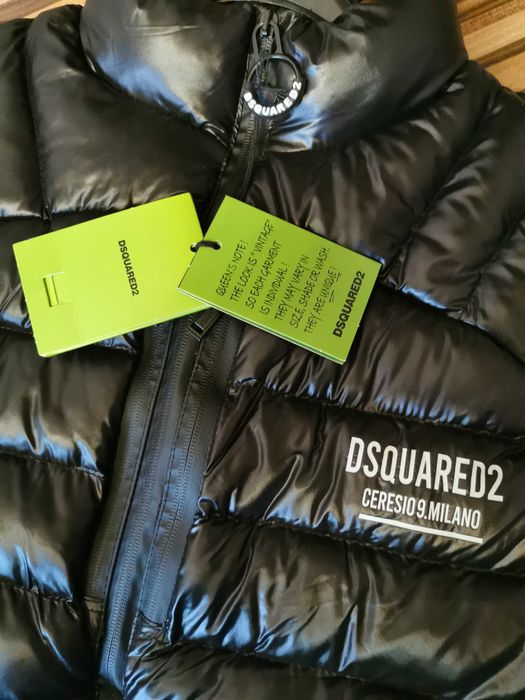 DSQUARED2
DSQUARED2
QUEEN'S NOTE!
THE LOOK IS "VINTAGE"
SO EACH GARMENT
IS INDIVIDUAL!
THEY MAY VARY IN
SIZE, SHADE OR WASH.
THEY ARE UNIQUE
DSQUARED2
DSQUARED2
CERESIO 9.MILANO